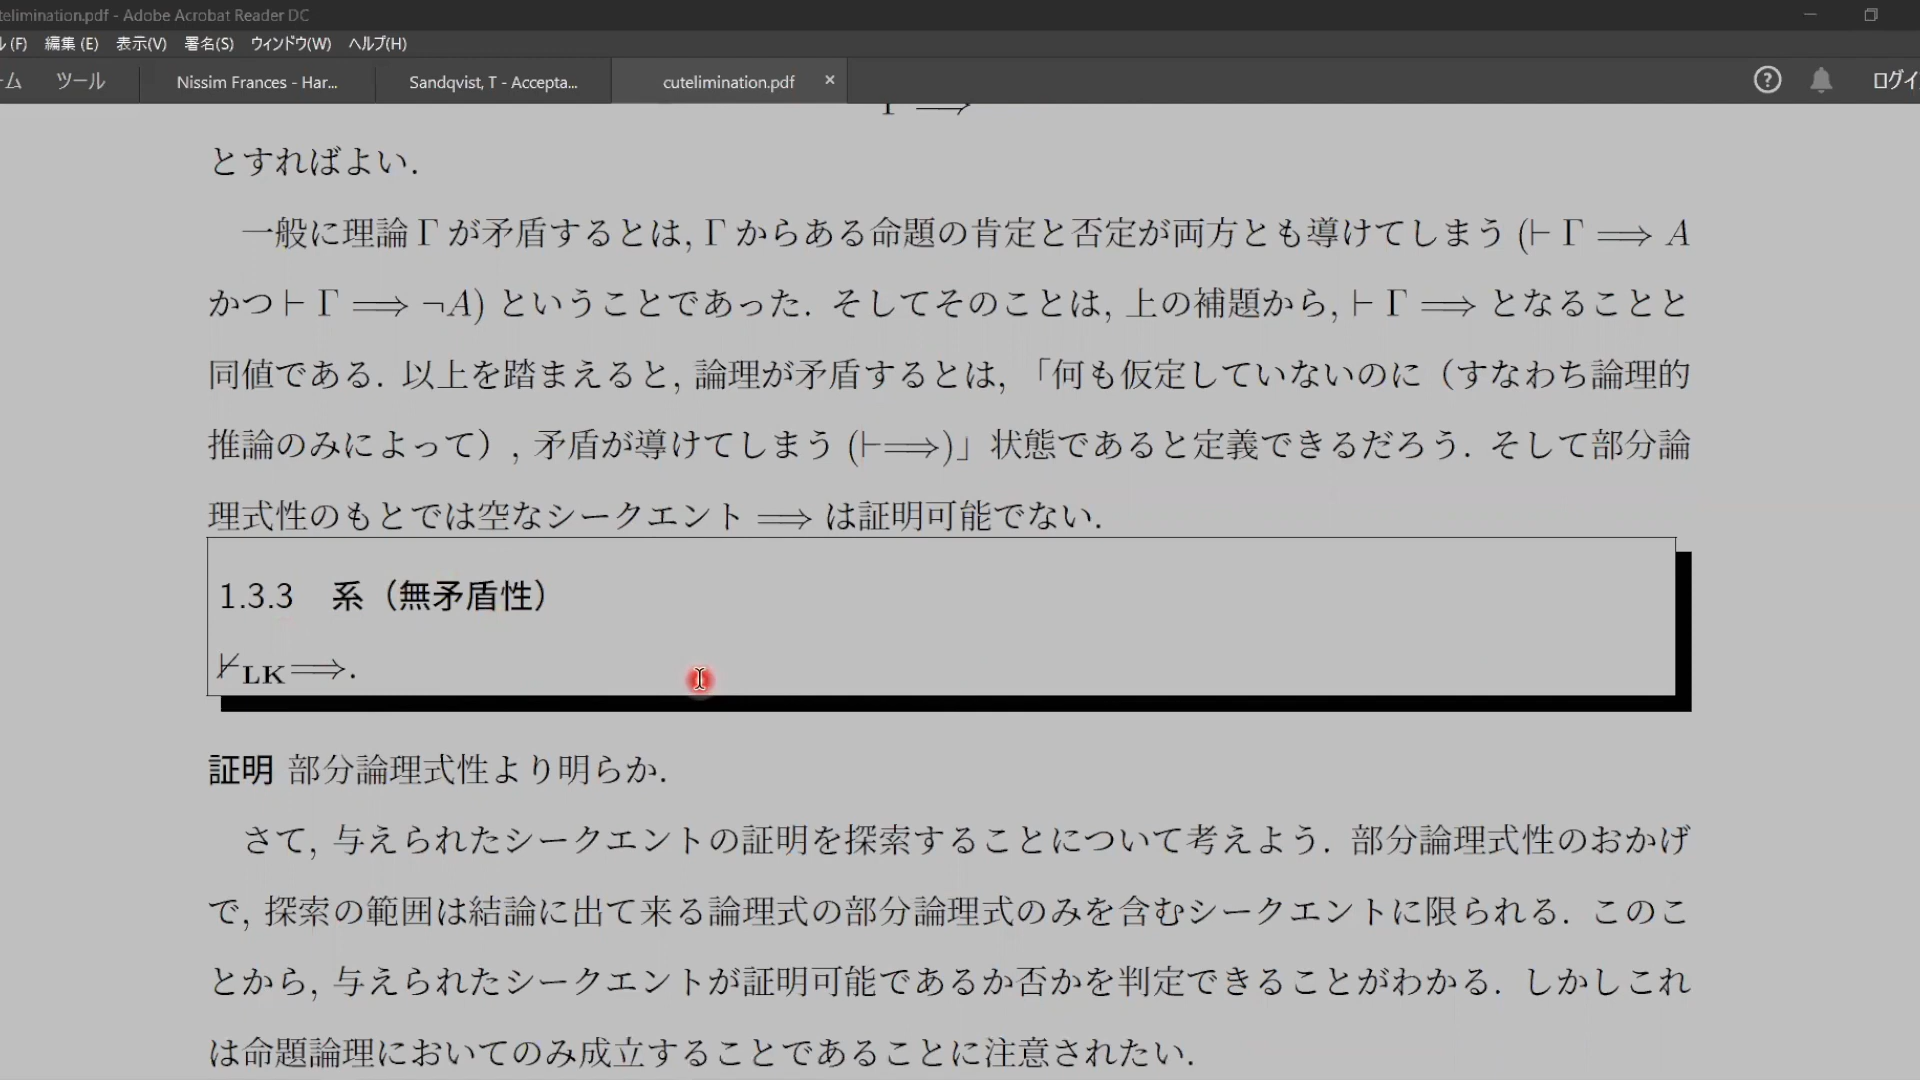 telimination.pdf - Adobe Acrobat Reader DC
ル(F) 編集(E) 表示(V) 署名(S) ウィンドウ(W) ヘルプ(H)
ーム ツール Nissim Frances - Har... Sandqvist, T - Accepta... cutelimination.pdf × ? ログイ
Γ ⟹
とすればよい.
一般に理論 Γ が矛盾するとは, Γ からある命題の肯定と否定が両方とも導けてしまう (⊢ Γ ⟹ A
かつ ⊢ Γ ⟹ ¬A) ということであった. そしてそのことは, 上の補題から, ⊢ Γ ⟹ となることと
同値である. 以上を踏まえると, 論理が矛盾するとは, 「何も仮定していないのに（すなわち論理的
推論のみによって）, 矛盾が導けてしまう (⊢⟹)」状態であると定義できるだろう. そして部分論
理式性のもとでは空なシークエント ⟹ は証明可能でない.
1.3.3 系（無矛盾性）
⊬LK⟹.
証明 部分論理式性より明らか.
さて, 与えられたシークエントの証明を探索することについて考えよう. 部分論理式性のおかげ
で, 探索の範囲は結論に出て来る論理式の部分論理式のみを含むシークエントに限られる. このこ
とから, 与えられたシークエントが証明可能であるか否かを判定できることがわかる. しかしこれ
は命題論理においてのみ成立することであることに注意されたい.